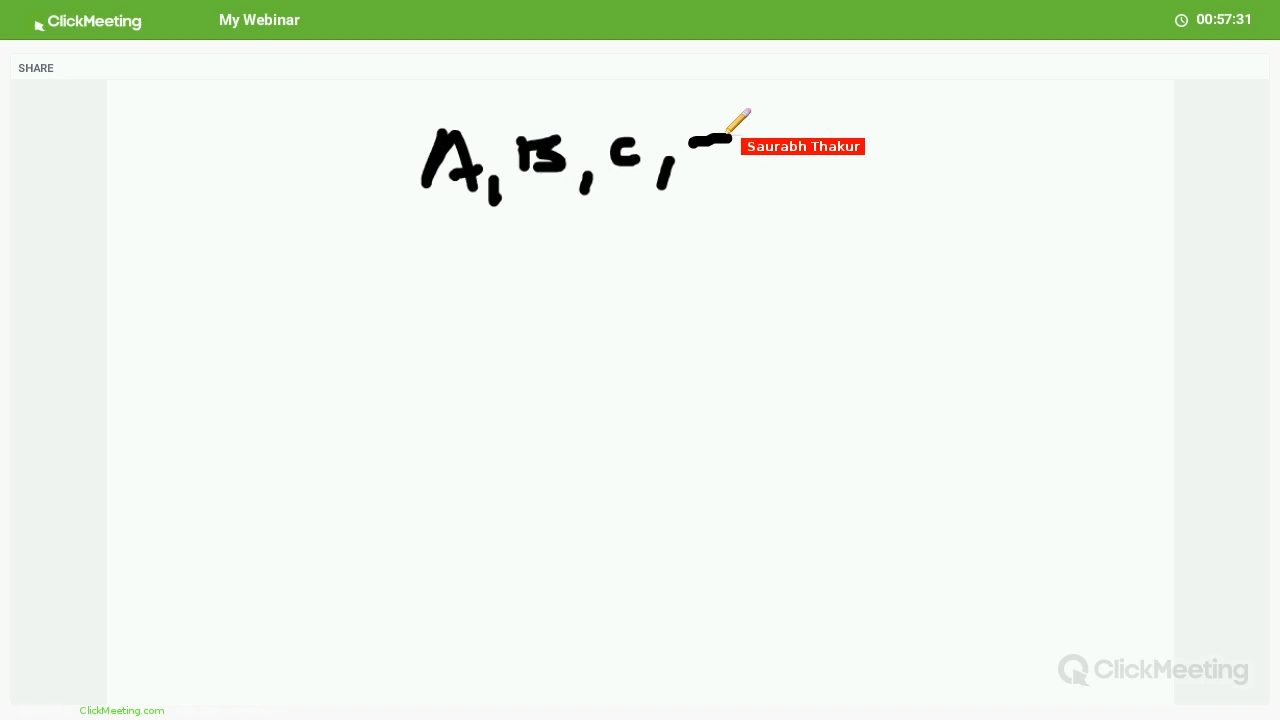 ClickMeeting My Webinar 00:57:31
SHARE
A, B, C, -
Saurabh Thakur
ClickMeeting
ClickMeeting.com